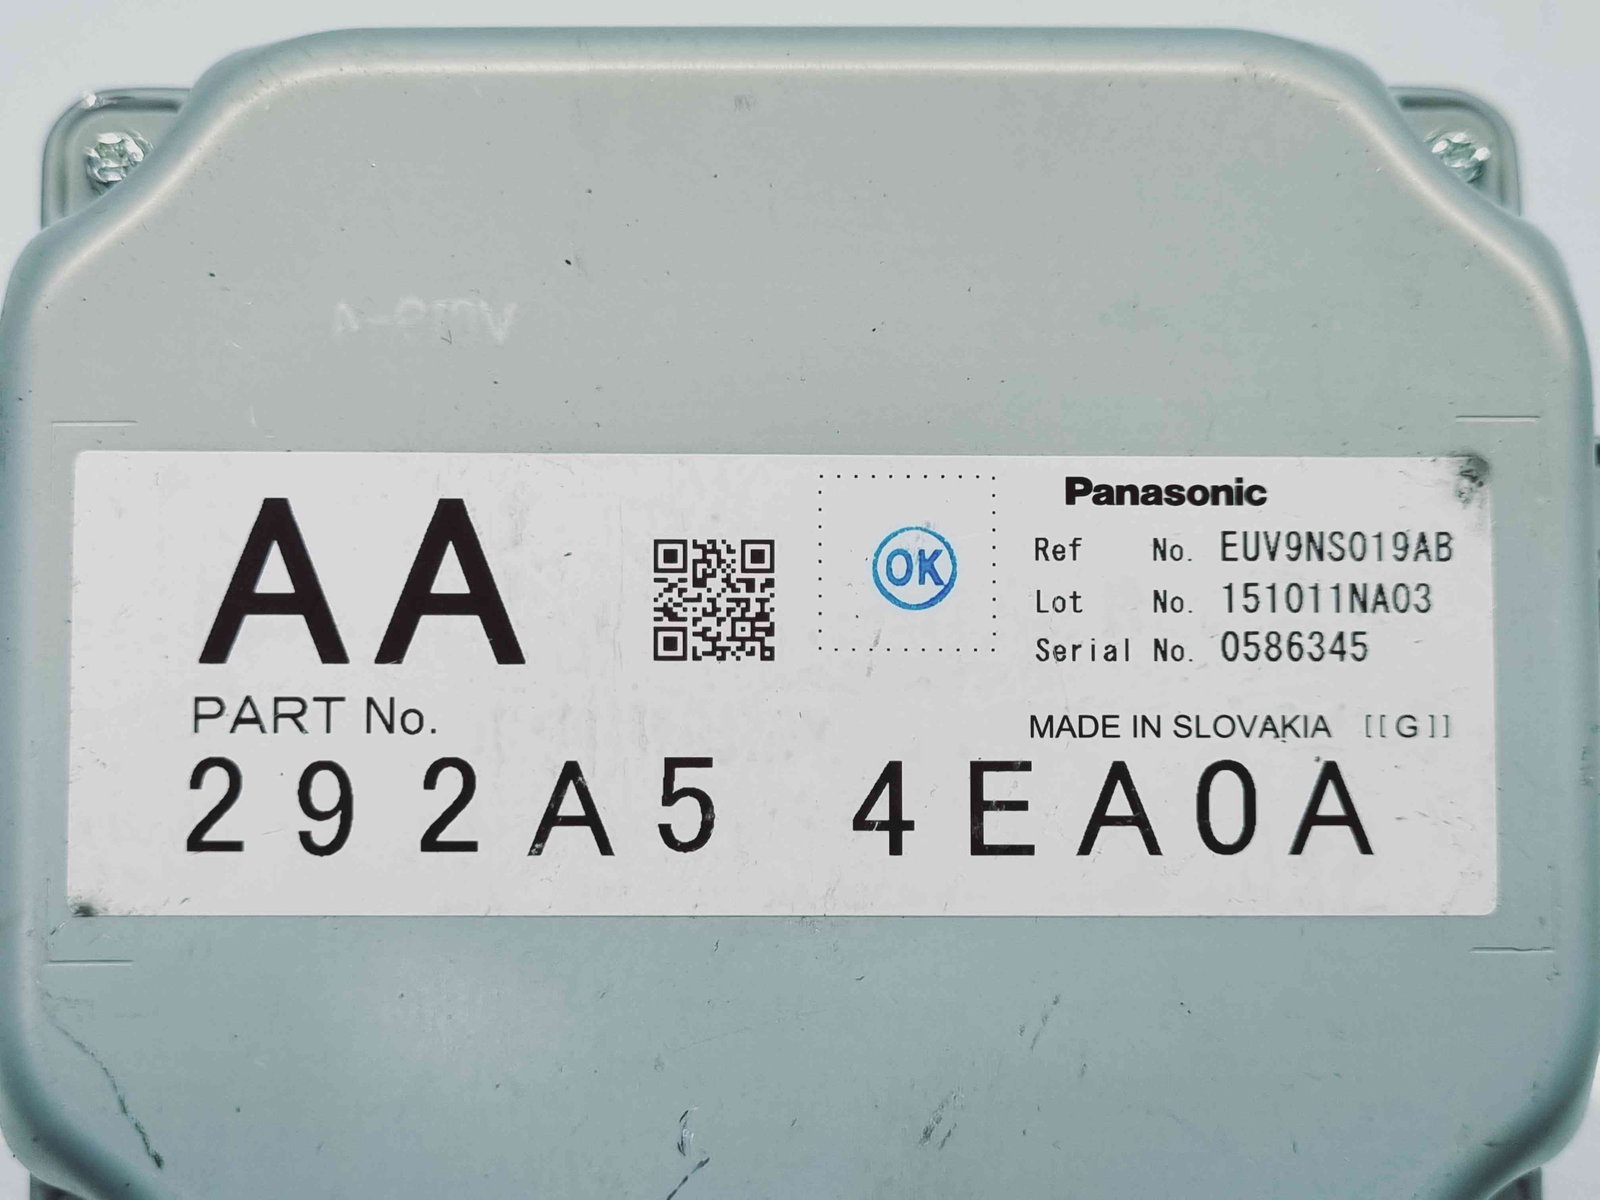 AA
OK
Panasonic
Ref No. EUV9NS019AB
Lot No. 151011NA03
Serial No. 0586345
PART No.
MADE IN SLOVAKIA [[G]]
292A5 4EA0A